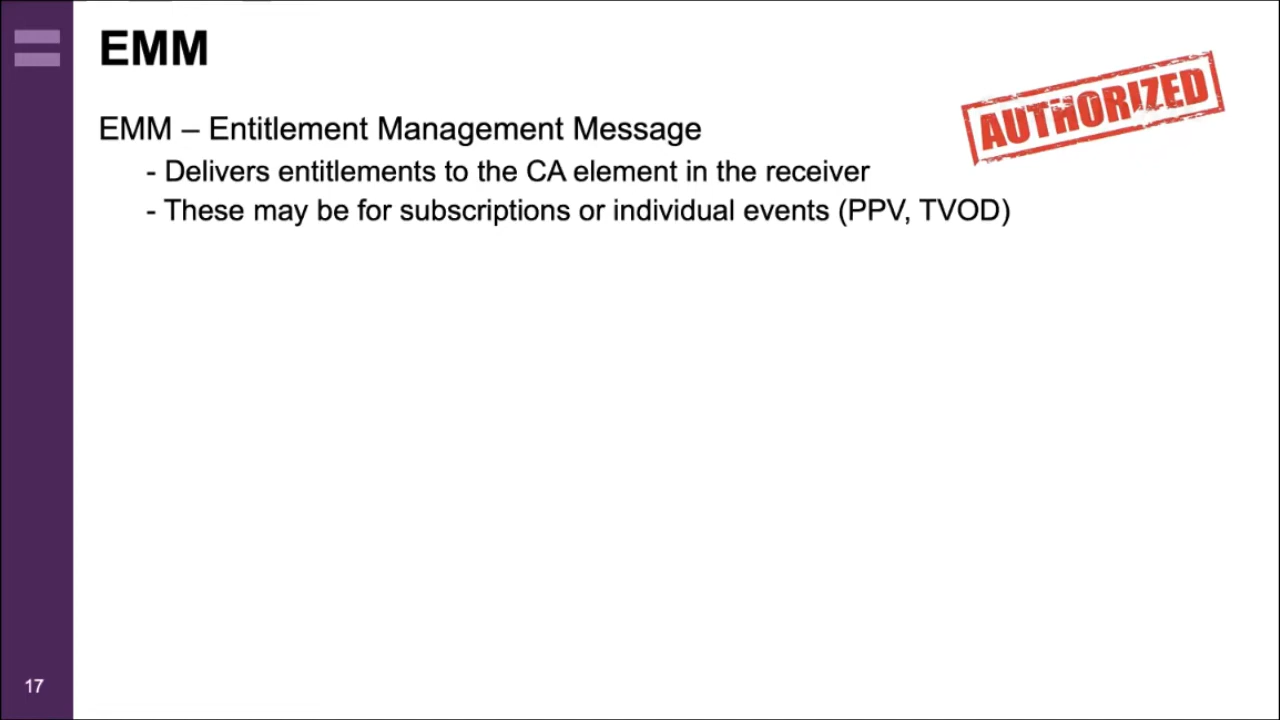 EMM
AUTHORIZED
EMM – Entitlement Management Message
- Delivers entitlements to the CA element in the receiver
- These may be for subscriptions or individual events (PPV, TVOD)
17